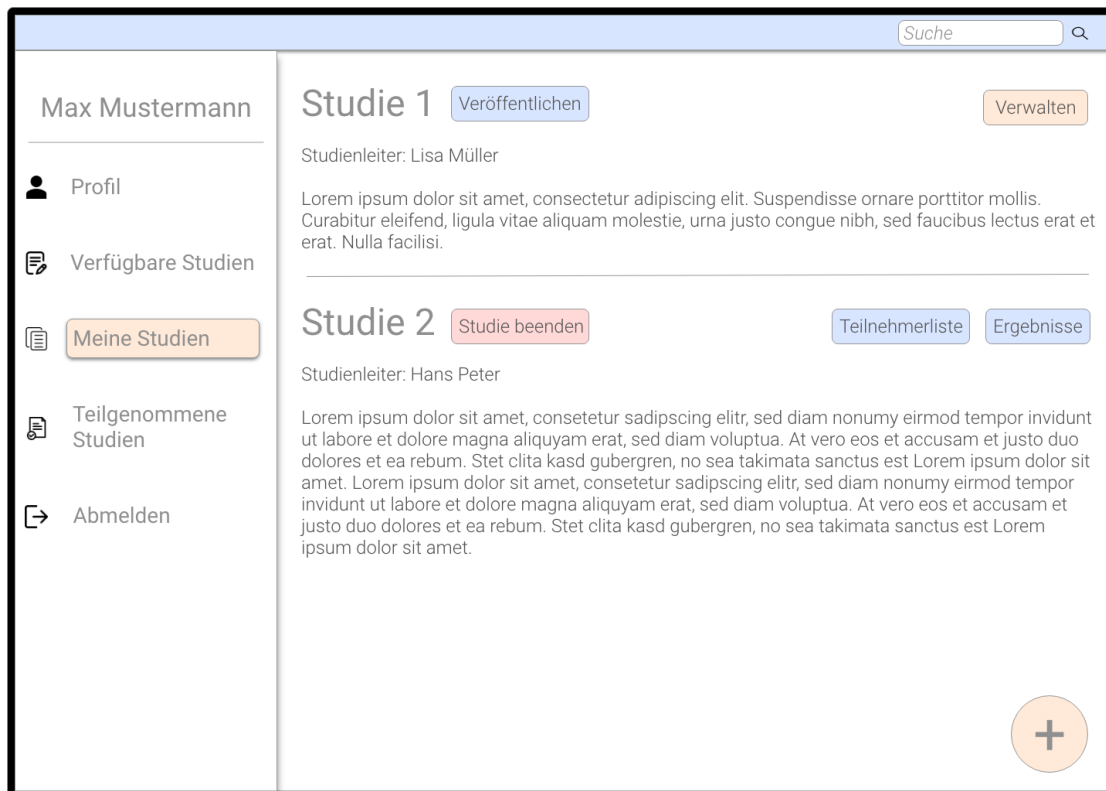 Suche
Max Mustermann
Profil
Verfügbare Studien
Meine Studien
Teilgenommene
Studien
Abmelden
Studie 1
Veröffentlichen
Verwalten
Studienleiter: Lisa Müller
Lorem ipsum dolor sit amet, consectetur adipiscing elit. Suspendisse ornare porttitor mollis.
Curabitur eleifend, ligula vitae aliquam molestie, urna justo congue nibh, sed faucibus lectus erat et
erat. Nulla facilisi.
Studie 2
Studie beenden
Teilnehmerliste
Ergebnisse
Studienleiter: Hans Peter
Lorem ipsum dolor sit amet, consetetur sadipscing elitr, sed diam nonumy eirmod tempor invidunt
ut labore et dolore magna aliquyam erat, sed diam voluptua. At vero eos et accusam et justo duo
dolores et ea rebum. Stet clita kasd gubergren, no sea takimata sanctus est Lorem ipsum dolor sit
amet. Lorem ipsum dolor sit amet, consetetur sadipscing elitr, sed diam nonumy eirmod tempor
invidunt ut labore et dolore magna aliquyam erat, sed diam voluptua. At vero eos et accusam et
justo duo dolores et ea rebum. Stet clita kasd gubergren, no sea takimata sanctus est Lorem
ipsum dolor sit amet.
+